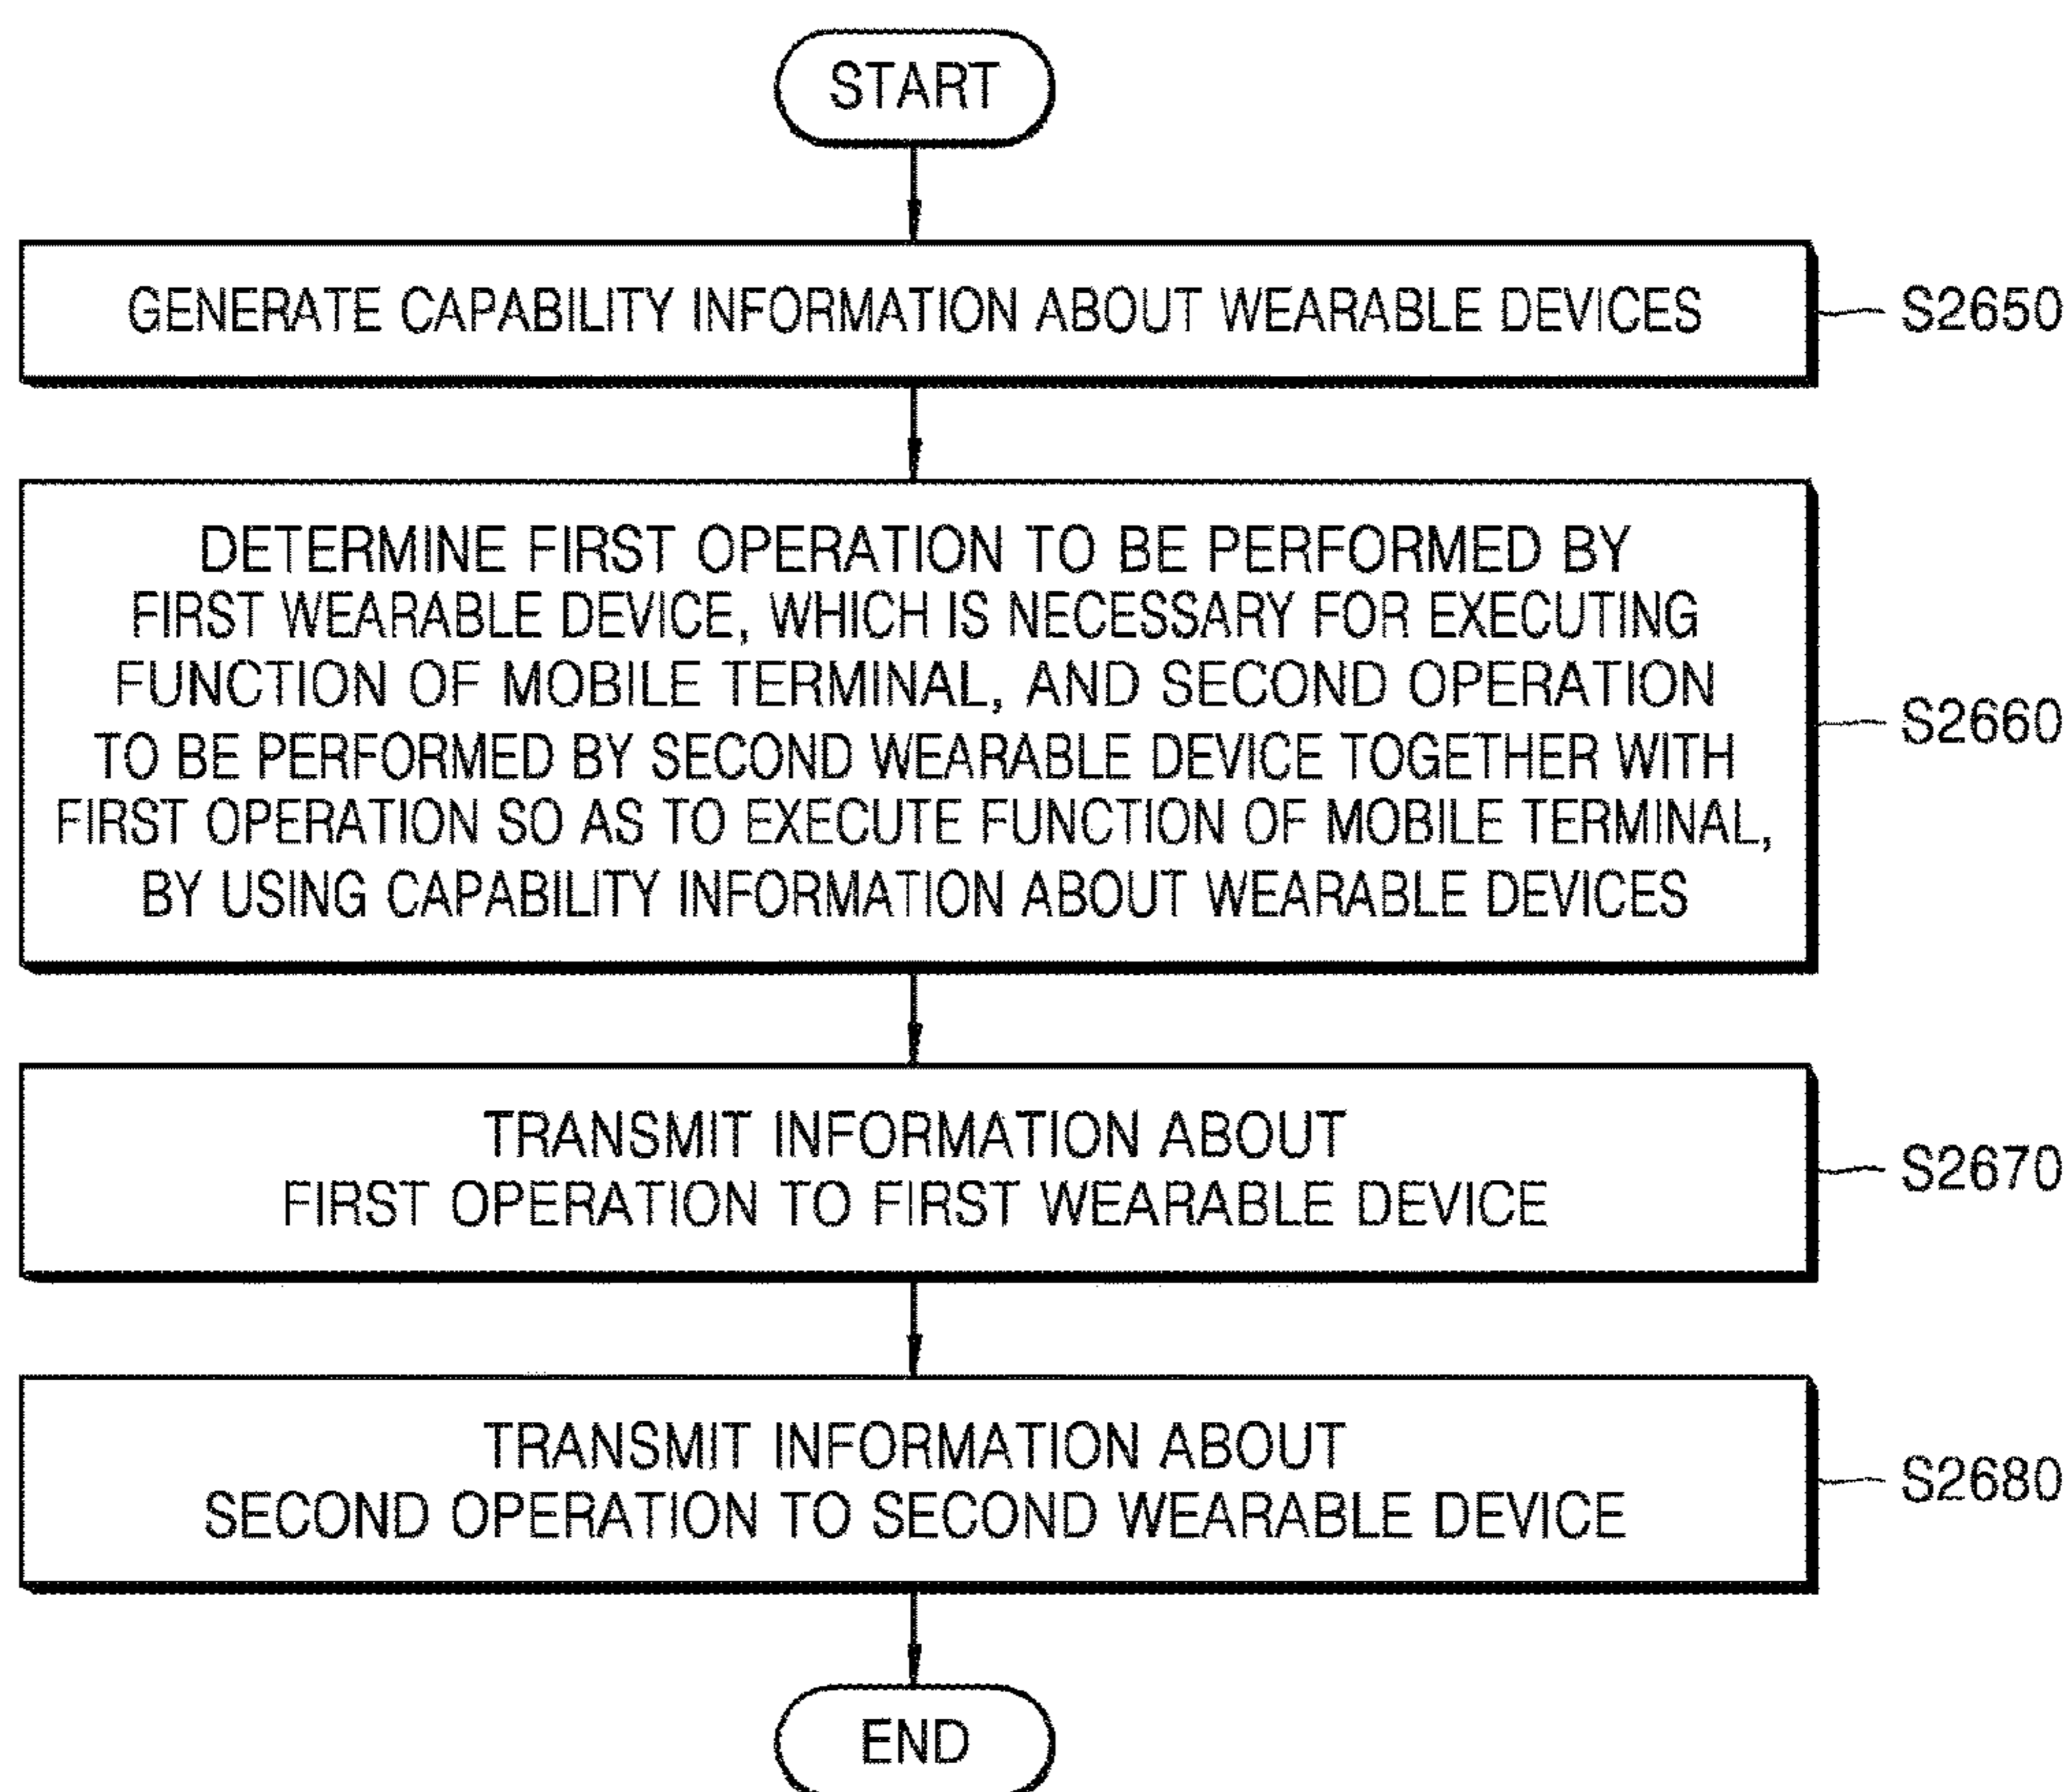 START
GENERATE CAPABILITY INFORMATION ABOUT WEARABLE DEVICES
S2650
DETERMINE FIRST OPERATION TO BE PERFORMED BY
FIRST WEARABLE DEVICE, WHICH IS NECESSARY FOR EXECUTING
FUNCTION OF MOBILE TERMINAL, AND SECOND OPERATION
TO BE PERFORMED BY SECOND WEARABLE DEVICE TOGETHER WITH
FIRST OPERATION SO AS TO EXECUTE FUNCTION OF MOBILE TERMINAL,
BY USING CAPABILITY INFORMATION ABOUT WEARABLE DEVICES
S2660
TRANSMIT INFORMATION ABOUT
FIRST OPERATION TO FIRST WEARABLE DEVICE
S2670
TRANSMIT INFORMATION ABOUT
SECOND OPERATION TO SECOND WEARABLE DEVICE
S2680
END